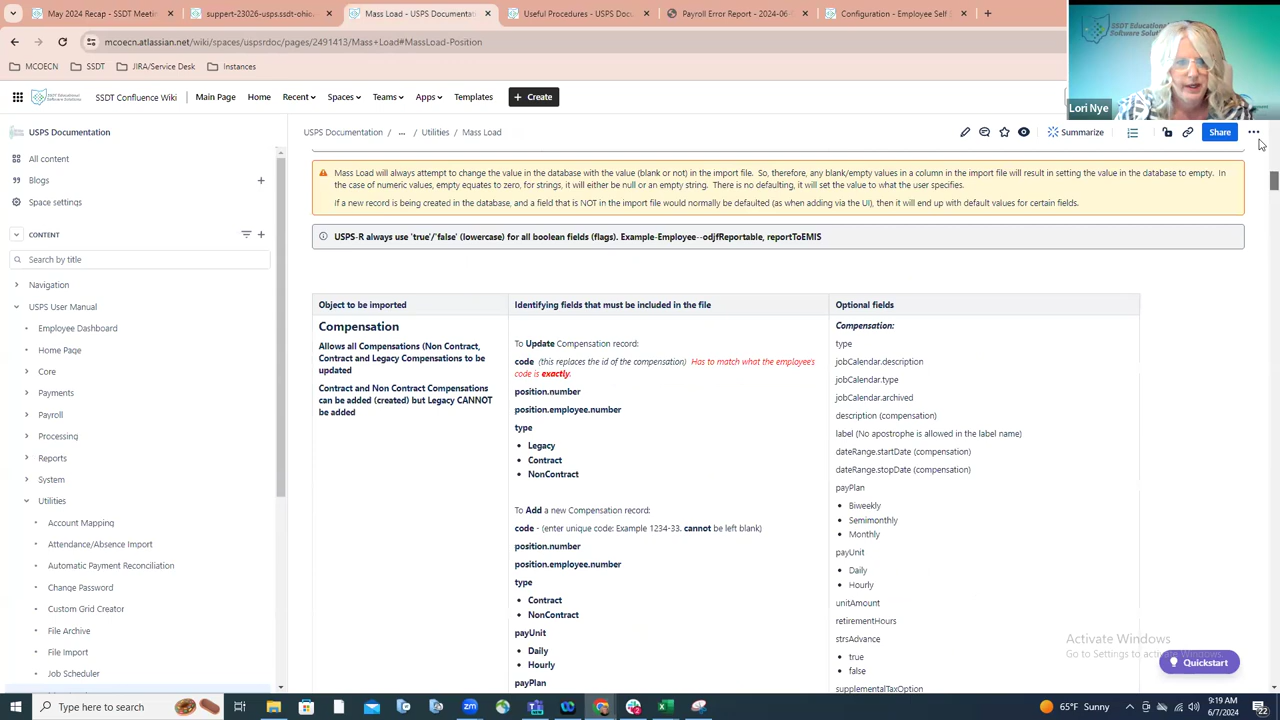 May 2024 Recap - SSDT Meeti
support-23026-usps.ssdt-ohio.
Mass Load - USPS Documentati
Useful Procedures - USPS Docu
Payroll Error Report - 2024-06-
Configuration - Employee Self
mcoecn.atlassian.net/wiki/spaces/uspsrdoc/pages/2491413/Mass+Load#MassLoad-Position
MCOECN
SSDT
JIRA/Service Desk
Instances
SSDT Educational
Software Solutions
Lori Nye
SSDT Confluence Wiki
Main Page
Home
Recent
Spaces
Teams
Apps
Templates
+ Create
USPS Documentation
All content
Blogs
Space settings
CONTENT
Search by title
Navigation
USPS User Manual
Employee Dashboard
Home Page
Core
Payments
Payroll
Processing
Reports
System
Utilities
Account Mapping
Attendance/Absence Import
Automatic Payment Reconciliation
Change Password
Custom Grid Creator
File Archive
File Import
Job Scheduler
USPS Documentation / ... / Utilities / Mass Load
Summarize
Share
Mass Load will always attempt to change the value in the database with the value (blank or not) in the import file. So, therefore, any blank/empty values in a column in the import file will result in setting the value in the database to empty. In
the case of numeric values, empty equates to zero, for strings, it will either be null or an empty string. There is no defaulting, it will set the value to what the user specifies.
If a new record is being created in the database, and a field that is NOT in the import file would normally be defaulted (as when adding via the UI), then it will end up with default values for certain fields.
USPS-R always use 'true'/'false' (lowercase) for all boolean fields (flags). Example-Employee--odjfReportable, reportToEMIS
Object to be imported
Identifying fields that must be included in the file
Optional fields
Compensation
Allows all Compensations (Non Contract,
Contract and Legacy Compensations to be
updated
Contract and Non Contract Compensations
can be added (created) but Legacy CANNOT
be added
To Update Compensation record:
code (this replaces the id of the compensation) Has to match what the employee's
code is exactly.
position.number
position.employee.number
type
Legacy
Contract
NonContract
To Add a new Compensation record:
code - (enter unique code: Example 1234-33. cannot be left blank)
position.number
position.employee.number
type
Contract
NonContract
payUnit
Daily
Hourly
payPlan
Compensation:
type
jobCalendar.description
jobCalendar.type
jobCalendar.archived
description (compensation)
label (No apostrophe is allowed in the label name)
dateRange.startDate (compensation)
dateRange.stopDate (compensation)
payPlan
Biweekly
Semimonthly
Monthly
payUnit
Daily
Hourly
unitAmount
retirementHours
strsAdvance
true
false
supplementalTaxOption
Activate Windows
Go to Settings to activate Windows.
Quickstart
Type here to search
65°F Sunny
9:19 AM
6/7/2024
22